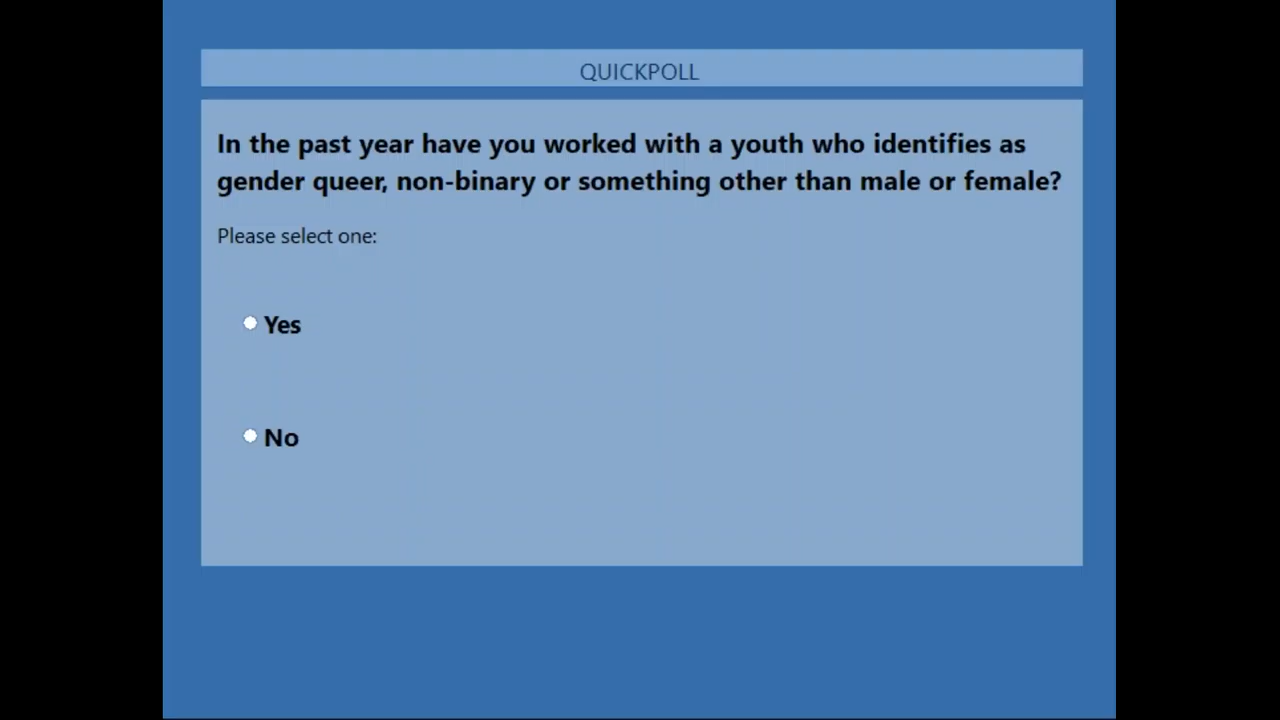 QUICKPOLL
In the past year have you worked with a youth who identifies as
gender queer, non-binary or something other than male or female?
Please select one:
Yes
No